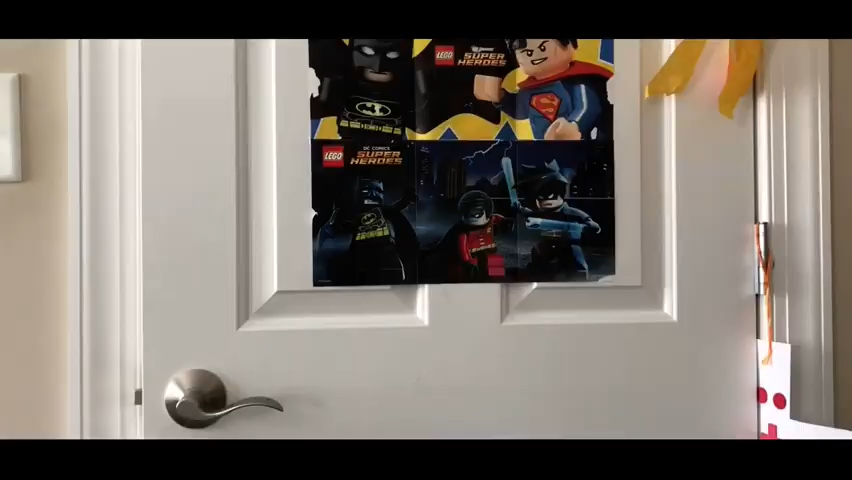 LEGO
SUPER
HEROES
LEGO
DC COMICS
SUPER
HEROES